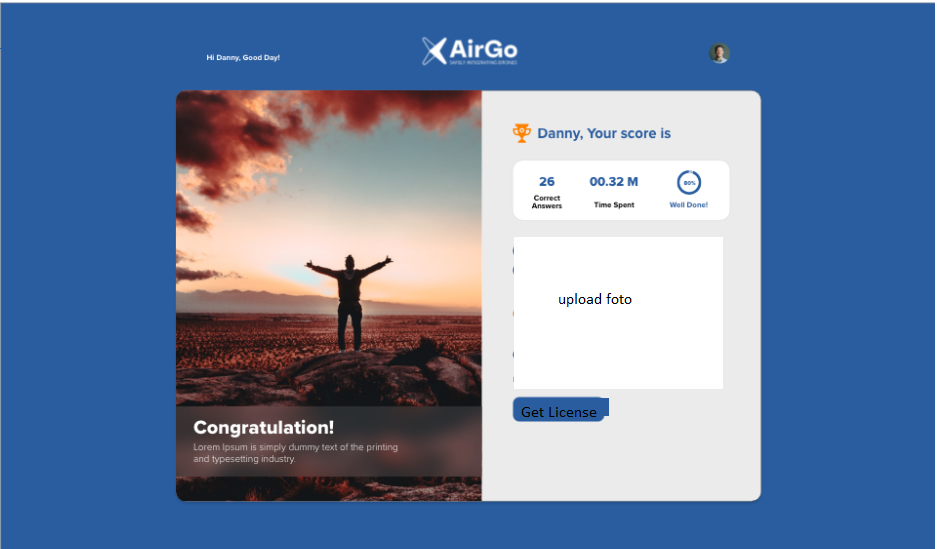 Hi Danny, Good Day!
AirGo
SAFELY INTEGRATING DRONES
Danny, Your score is
26
00.32 M
80%
Correct
Answers
Time Spent
Well Done!
upload foto
Get License
Congratulation!
Lorem Ipsum is simply dummy text of the printing
and typesetting industry.